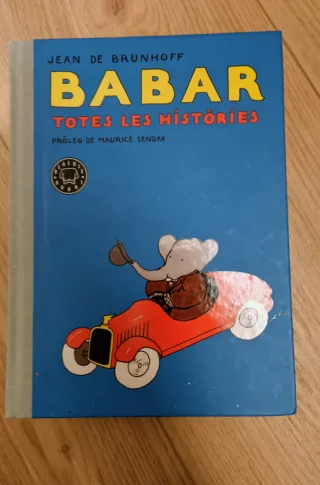 JEAN DE BRUNHOFF
BABAR
TOTES LES HISTÒRIES
PRÒLEG DE MAURICE SENDAK